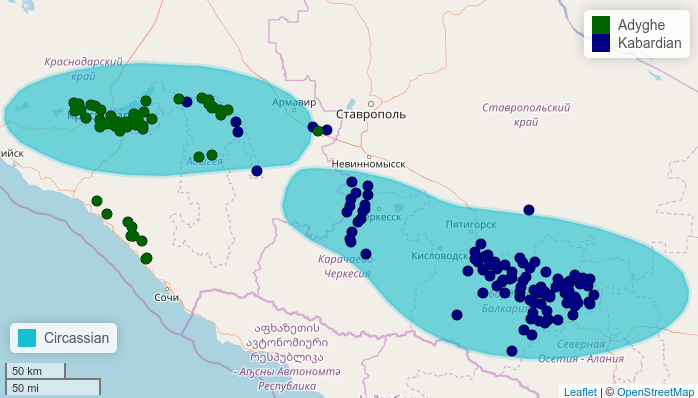 Adyghe
Kabardian
Краснодарский
край
Армавир
Ставрополь
Ставропольский
край
Адыгея
йск
Невинномысск
Черкесск
Пятигорск
Карачаево-
Черкесия
Кисловодск
Балкария
Сочи
Северная
Осетия - Алания
აფხაზეთის
ავტონომიური
რესპუბლიკა
- Аҧсны Автономтә
Республика
Circassian
50 km
50 mi
Leaflet | © OpenStreetMap